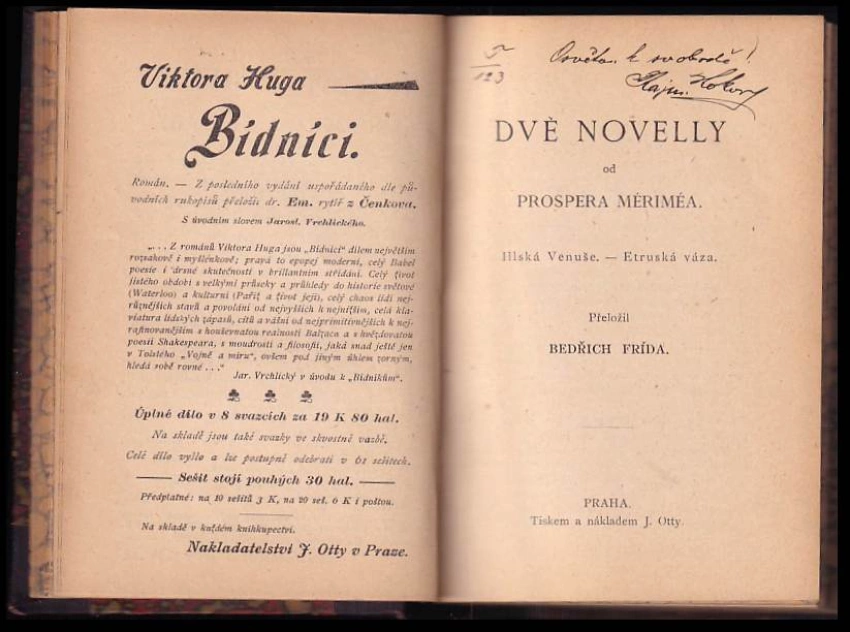 Viktora Huga
Bídníci.
Román. — Z posledního vydání uspořádaného dle pů-
vodních rukopisů přeložil dr. Em. rytíř z Čenkova.
S úvodním slovem Jarosl. Vrchlického.
„. . . Z románů Viktora Huga jsou „Bídníci“ dílem největším
rozsahově i myšlénkově; pravá to epopej moderní, celý Babel
poesie i drsné skutečnosti v brillantním střídání. Celý život
jistého období s velkými průseky a průhledy do historie světové
(Waterloo) a kulturní (Paříž a život její), celý chaos lidí nej-
různějších stavů a povolání od nejvyšších k nejnižším, celá kla-
viatura lidských zápasů, citů a vášní od nejprimitivnějších k nej-
rafinovanějším s houževnatou realností Balzaca a s hvězdovatou
poesií Shakespeara, s moudrostí a filosofií, jaká snad ještě jen
v Tolstého „Vojně a míru“, ovšem pod jiným úhlem zorným,
hledá sobě rovné . . .“
Jar. Vrchlický v úvodu k „Bídníkům“.
Úplné dílo v 8 svazcích za 19 K 80 hal.
Na skladě jsou také svazky ve skvostné vazbě.
Celé dílo vyšlo a lze postupně odebrati v 62 sešitech.
Sešit stojí pouhých 30 hal.
Předplatné: na 10 sešitů 3 K, na 20 seš. 6 K i poštou.
Na skladě v každém knihkupectví.
Nakladatelství J. Otty v Praze.
123
Osvětou k svobodě!
DVĚ NOVELLY
od
PROSPERA MÉRIMÉA.
Illská Venuše. — Etruská váza.
Přeložil
BEDŘICH FRÍDA.
PRAHA.
Tiskem a nákladem J. Otty.